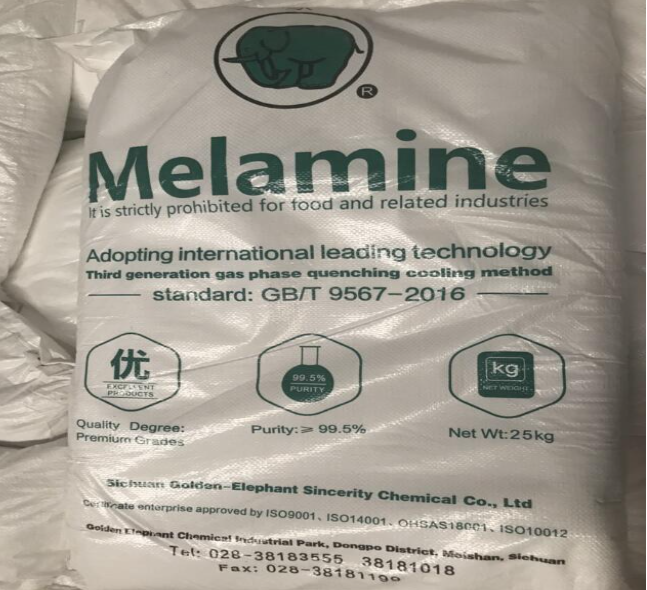 ®
Melamine
It is strictly prohibited for food and related industries
Adopting international leading technology
Third generation gas phase quenching cooling method
standard: GB/T 9567-2016
优
EXCELLENT
PRODUCTS
99.5%
PURITY
kg
NET WEIGHT
Quality Degree:
Premium Grades
Purity:≥ 99.5%
Net Wt:25kg
Sichuan Golden-Elephant Sincerity Chemical Co., Ltd
Certificate enterprise approved by ISO9001、ISO14001、OHSAS18001、ISO10012
Golden Elephant Chemical Industrial Park, Dongpo District, Meishan, Sichuan
Tel: 028-38183555 38181018
Fax: 028-38181199